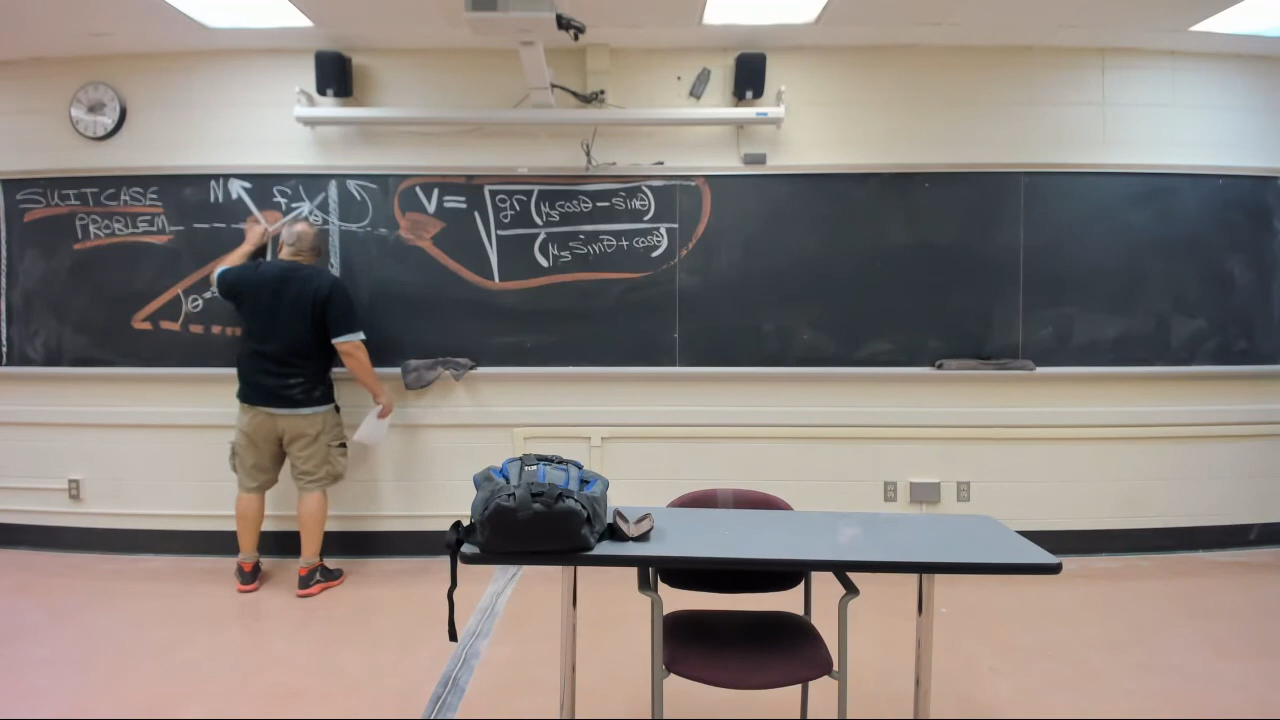 SUITCASE
PROBLEM
N
f
θ
θ=
V = √(gr(μs cosθ - sinθ) / (μs sinθ + cosθ))